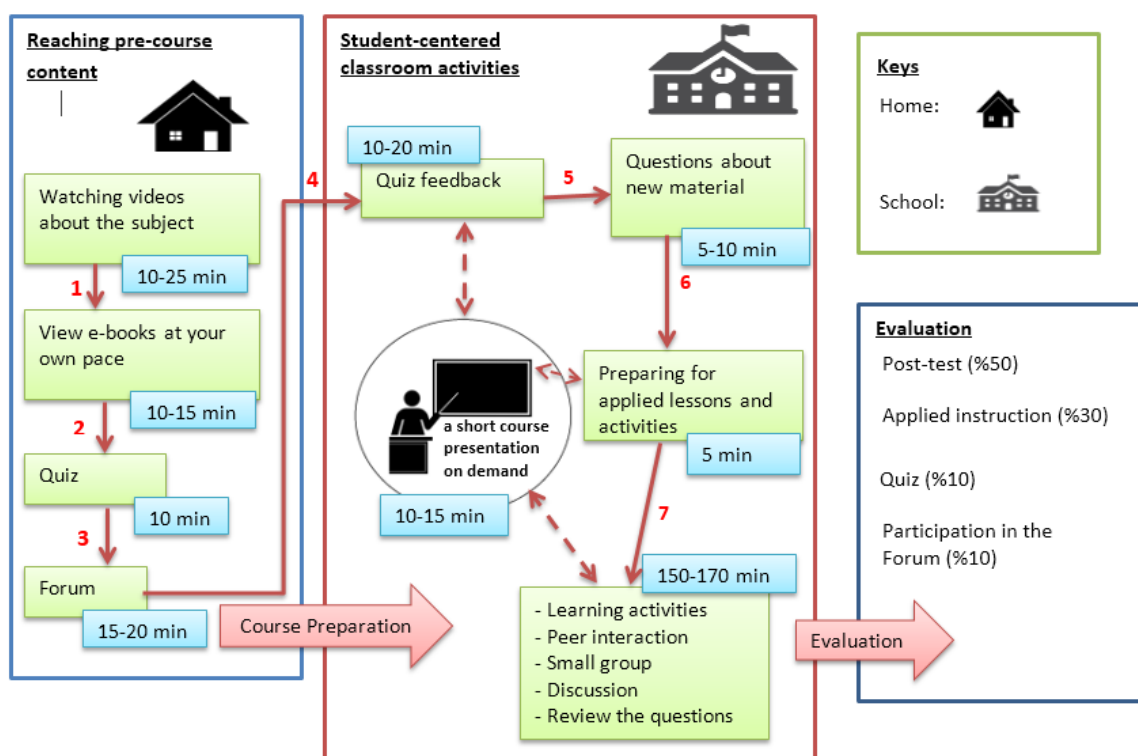 Reaching pre-course
content
Watching videos
about the subject
10-25 min
1
View e-books at your
own pace
10-15 min
2
Quiz
10 min
3
Forum
15-20 min
Course Preparation
4
Student-centered
classroom activities
10-20 min
Quiz feedback
5
Questions about
new material
5-10 min
6
a short course
presentation
on demand
10-15 min
Preparing for
applied lessons and
activities
5 min
7
150-170 min
- Learning activities
- Peer interaction
- Small group
- Discussion
- Review the questions
Evaluation
Keys
Home:
School:
Evaluation
Post-test (%50)
Applied instruction (%30)
Quiz (%10)
Participation in the
Forum (%10)